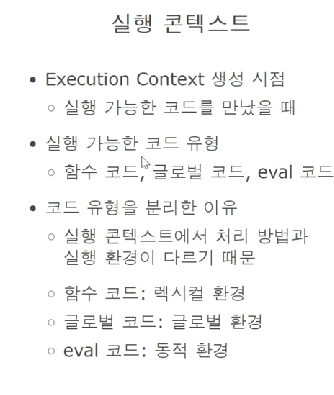 실행 콘텍스트
• Execution Context 생성 시점
○ 실행 가능한 코드를 만났을 때
• 실행 가능한 코드 유형
○ 함수 코드, 글로벌 코드, eval 코드
• 코드 유형을 분리한 이유
○ 실행 콘텍스트에서 처리 방법과
실행 환경이 다르기 때문
○ 함수 코드: 렉시컬 환경
○ 글로벌 코드: 글로벌 환경
○ eval 코드: 동적 환경